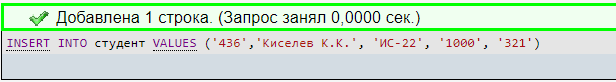 Добавлена 1 строка. (Запрос занял 0,0000 сек.)
INSERT INTO студент VALUES ('436','Киселев К.К.', 'ИС-22', '1000', '321')